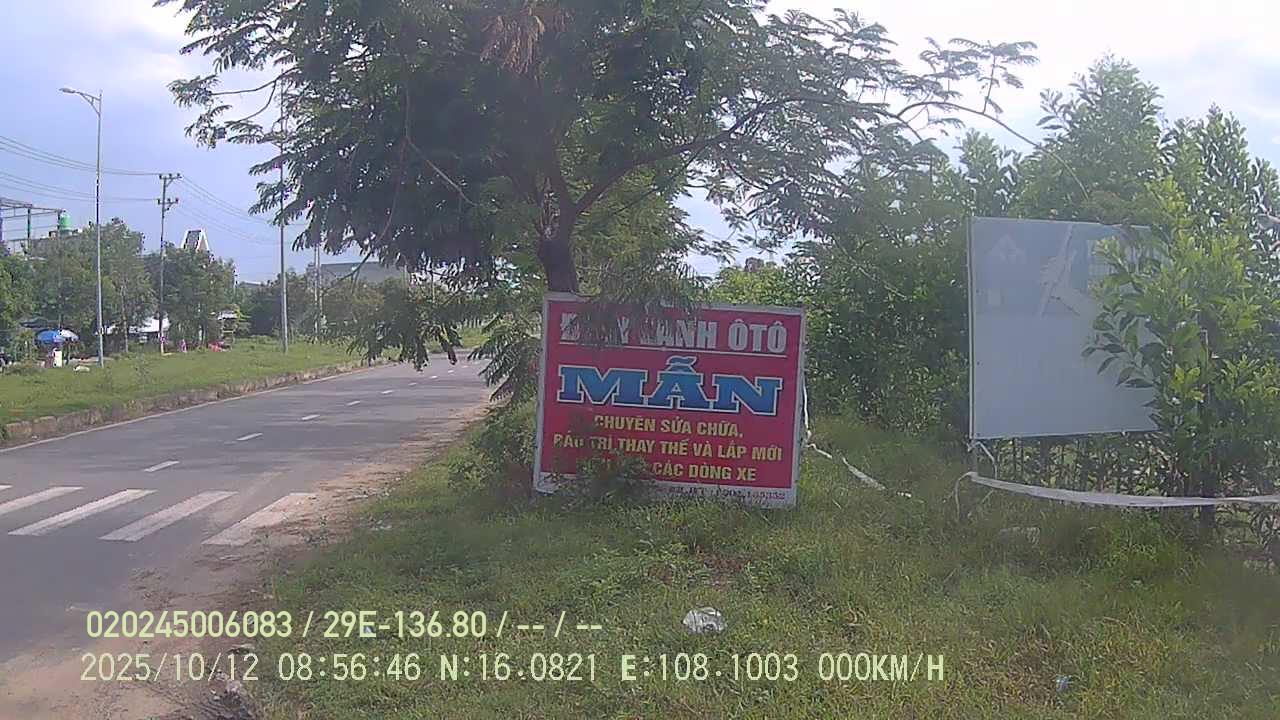 LẠNH ÔTÔ
MẪN
CHUYÊN SỬA CHỮA,
BẢO TRÌ THAY THẾ VÀ LẮP MỚI
CÁC DÒNG XE
020245006083 / 29E-136.80 / -- / --
2025/10/12 08:56:46 N:16.0821 E:108.1003 000KM/H